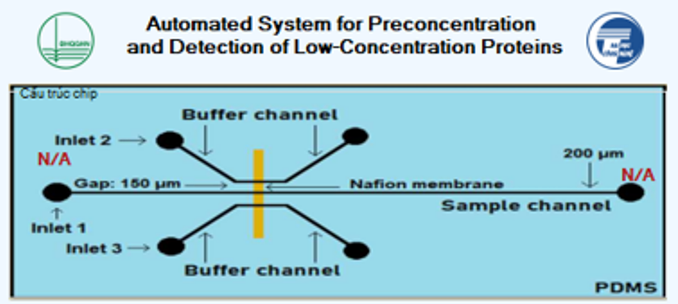 Automated System for Preconcentration
and Detection of Low-Concentration Proteins
Cấu trúc chip
Buffer channel
Inlet 2
N/A
200 µm
N/A
Gap: 150 µm
Nafion membrane
Sample channel
Inlet 1
Inlet 3
Buffer channel
PDMS